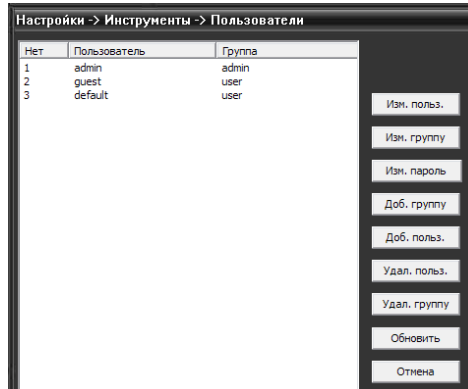 Настройки -> Инструменты -> Пользователи
Нет Пользователь Группа
1 admin admin
2 guest user
3 default user
Изм. польз.
Изм. группу
Изм. пароль
Доб. группу
Доб. польз.
Удал. польз.
Удал. группу
Обновить
Отмена